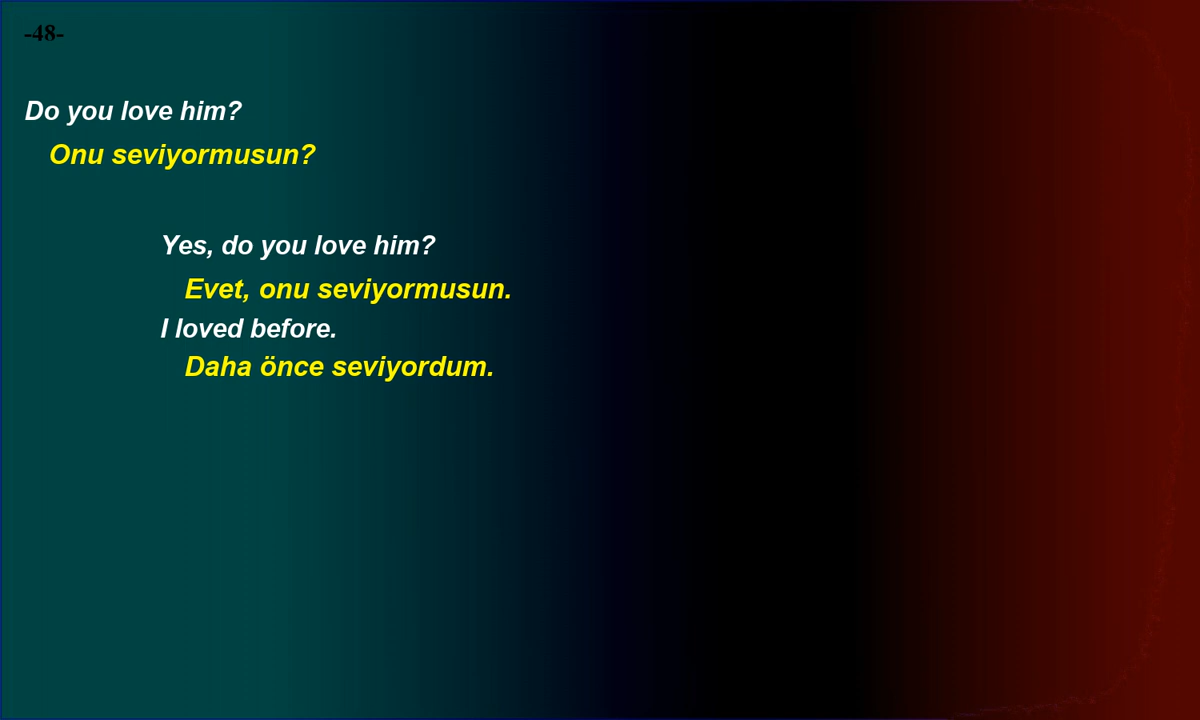 -48-
Do you love him?
Onu seviyormusun?
Yes, do you love him?
Evet, onu seviyormusun.
I loved before.
Daha önce seviyordum.